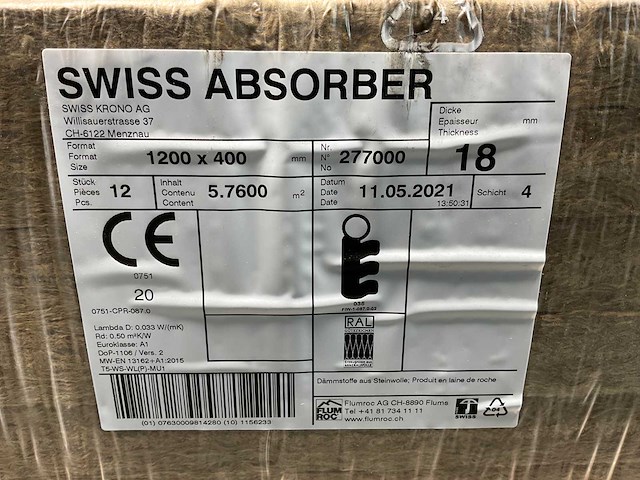 SWISS ABSORBER
SWISS KRONO AG
Willisauerstrasse 37
CH-6122 Menznau
Dicke
Epaisseur mm
Thickness
18
Format
Format 1200 x 400 mm
Size
Nr.
N° 277000
No
Stück
Pièces 12
Pcs.
Inhalt
Contenu 5.7600 m²
Content
Datum
Date 11.05.2021
Date 13:50:31
Schicht 4
CE
0751
20
0751-CPR-087.0
Lambda D: 0.033 W/(mK)
Rd: 0.50 m²K/W
Euroklasse: A1
DoP-1106 / Vers. 2
MW-EN 13162+A1:2015
T5-WS-WL(P)-MU1
035
RAL
Dämmstoffe aus Steinwolle; Produit en laine de roche
(01) 07630009814280 (10) 1156233
FLUM
ROC
Flumroc AG CH-8890 Flums
Tel +41 81 734 11 11
www.flumroc.ch
SWISS
04